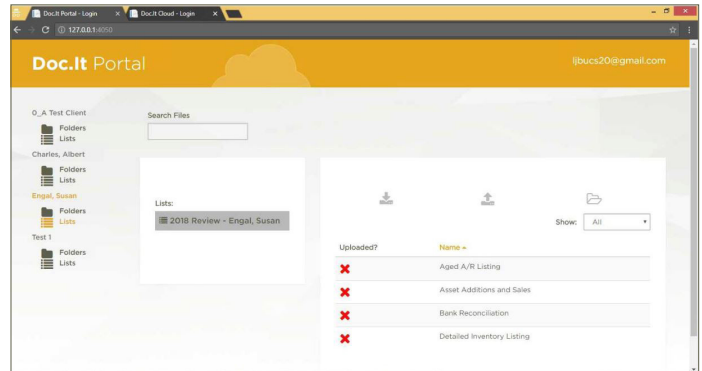 Doc.It Portal - Login
Doc.It Cloud - Login
127.0.0.1:4050
Doc.It Portal
ljbucs20@gmail.com
0_A Test Client
Folders
Lists
Charles, Albert
Folders
Lists
Engal, Susan
Folders
Lists
Test 1
Folders
Lists
Search Files
Lists:
2018 Review - Engal, Susan
Show: All
Uploaded? Name
Aged A/R Listing
Asset Additions and Sales
Bank Reconciliation
Detailed Inventory Listing